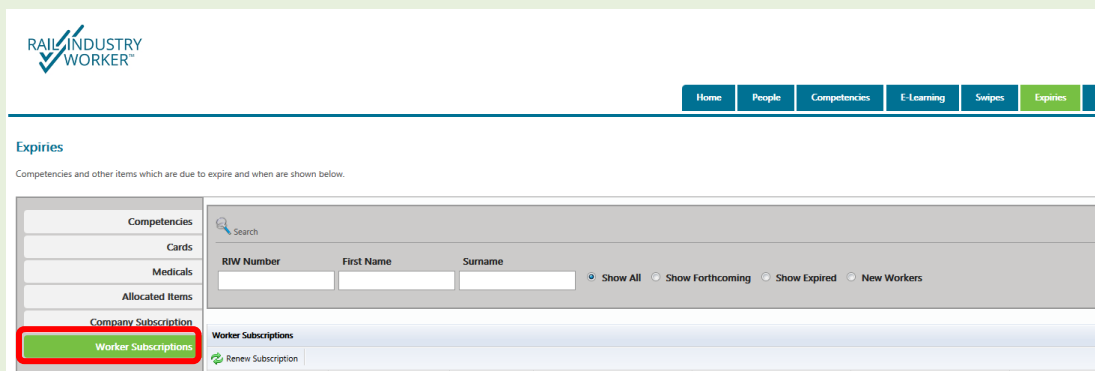 RAIL INDUSTRY
WORKER™
Home People Competencies E-Learning Swipes Expiries
Expiries
Competencies and other items which are due to expire and when are shown below.
Competencies
Cards
Medicals
Allocated Items
Company Subscription
Worker Subscriptions
Search
RIW Number First Name Surname
Show All Show Forthcoming Show Expired New Workers
Worker Subscriptions
Renew Subscription